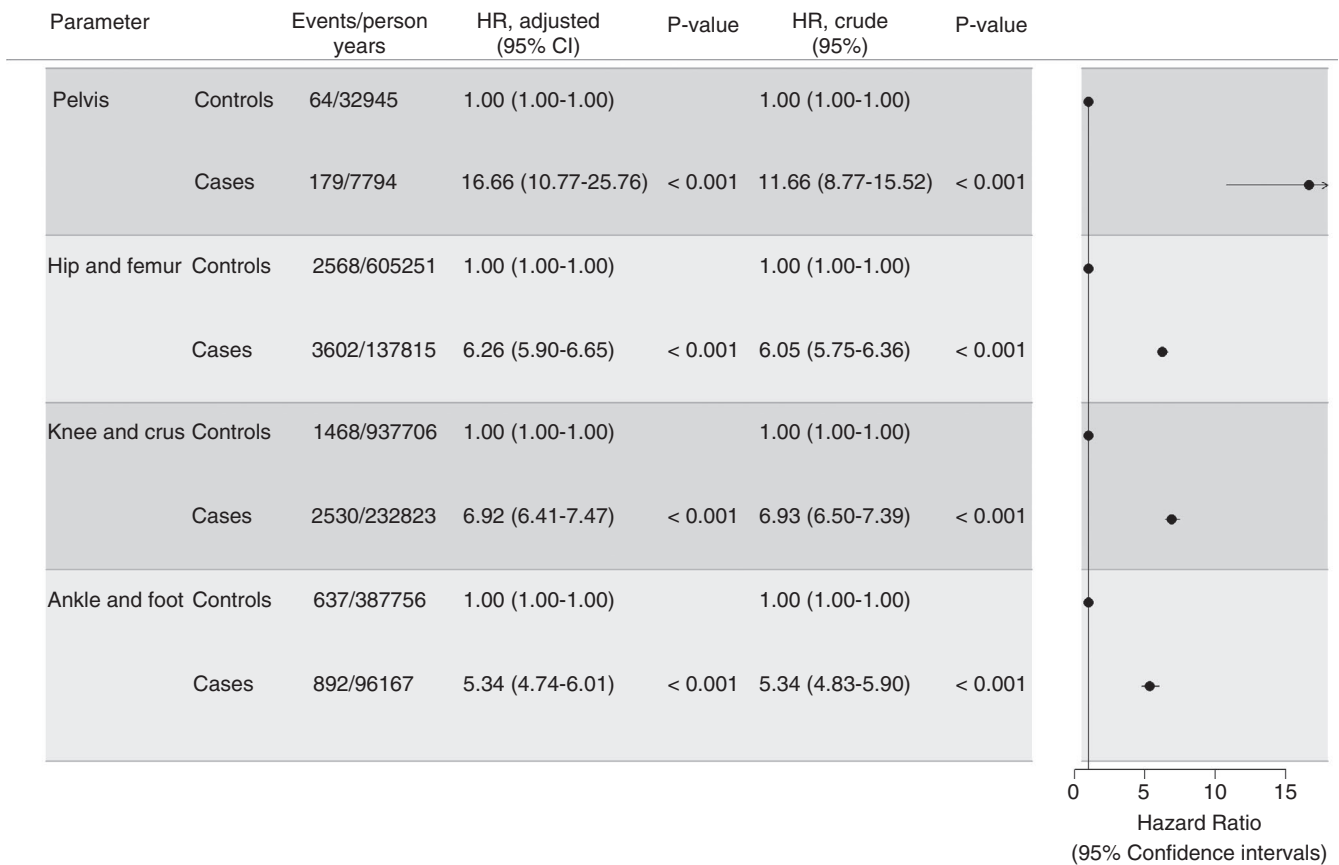 Parameter Events/person years HR, adjusted (95% CI) P-value HR, crude (95%) P-value
Pelvis Controls 64/32945 1.00 (1.00-1.00) 1.00 (1.00-1.00)
Cases 179/7794 16.66 (10.77-25.76) < 0.001 11.66 (8.77-15.52) < 0.001
Hip and femur Controls 2568/605251 1.00 (1.00-1.00) 1.00 (1.00-1.00)
Cases 3602/137815 6.26 (5.90-6.65) < 0.001 6.05 (5.75-6.36) < 0.001
Knee and crus Controls 1468/937706 1.00 (1.00-1.00) 1.00 (1.00-1.00)
Cases 2530/232823 6.92 (6.41-7.47) < 0.001 6.93 (6.50-7.39) < 0.001
Ankle and foot Controls 637/387756 1.00 (1.00-1.00) 1.00 (1.00-1.00)
Cases 892/96167 5.34 (4.74-6.01) < 0.001 5.34 (4.83-5.90) < 0.001
0 5 10 15
Hazard Ratio
(95% Confidence intervals)